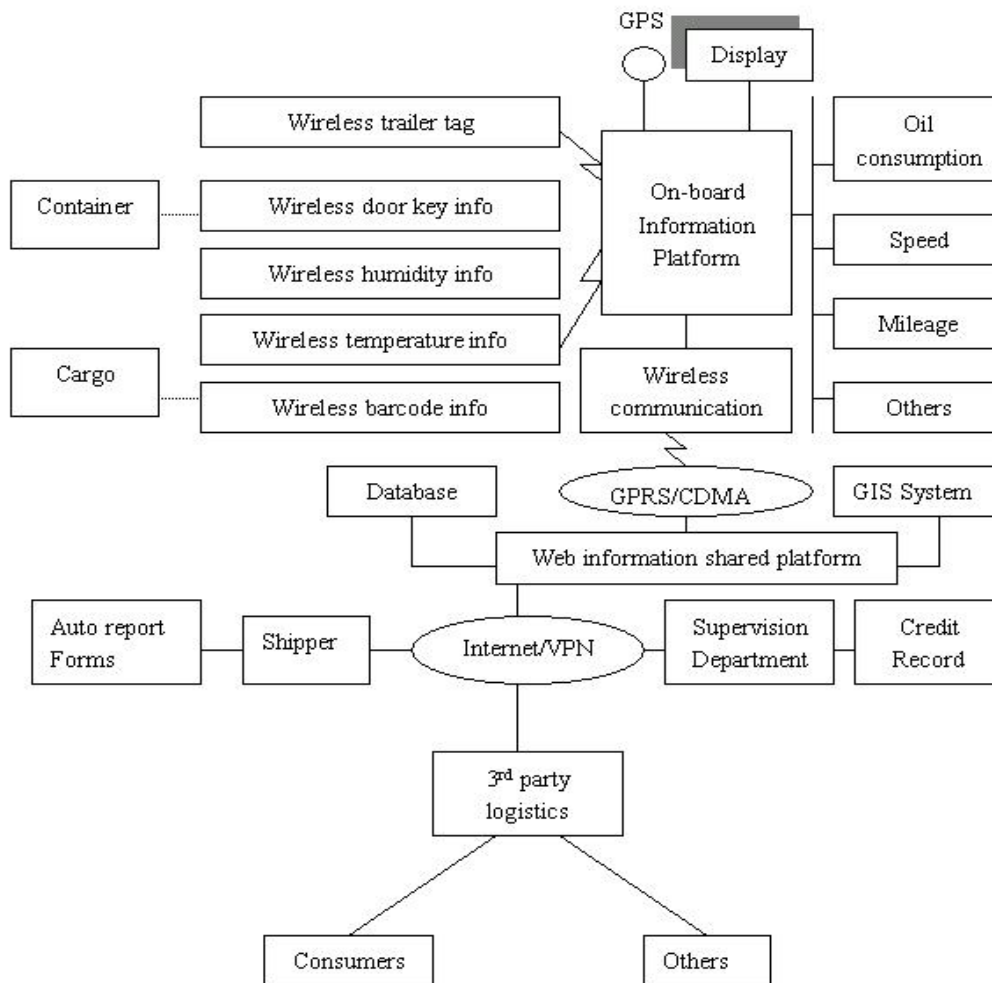 GPS
Display
Wireless trailer tag
Oil
consumption
Container
Wireless door key info
On-board
Information
Platform
Speed
Wireless humidity info
Mileage
Cargo
Wireless temperature info
Wireless
communication
Wireless barcode info
Others
Database
GPRS/CDMA
GIS System
Web information shared platform
Auto report
Forms
Shipper
Internet/VPN
Supervision
Department
Credit
Record
3rd party
logistics
Consumers
Others